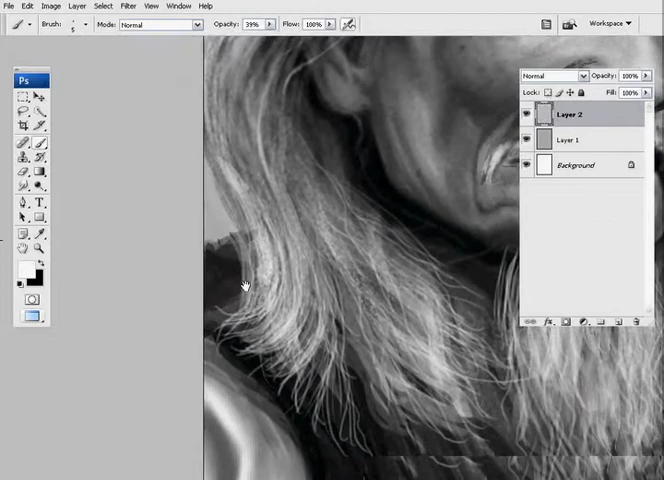 File Edit Image Layer Select Filter View Window Help
Brush: 5 Mode: Normal Opacity: 39% Flow: 100% Workspace
Ps
Normal Opacity: 100%
Lock: Fill: 100%
Layer 2
Layer 1
Background